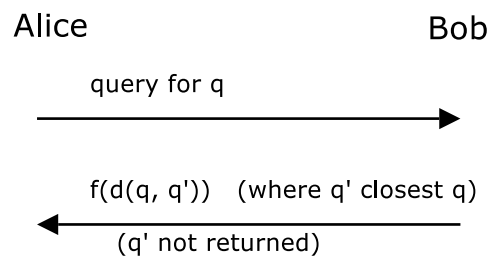 Alice Bob
query for q
f(d(q, q')) (where q' closest q)
(q' not returned)